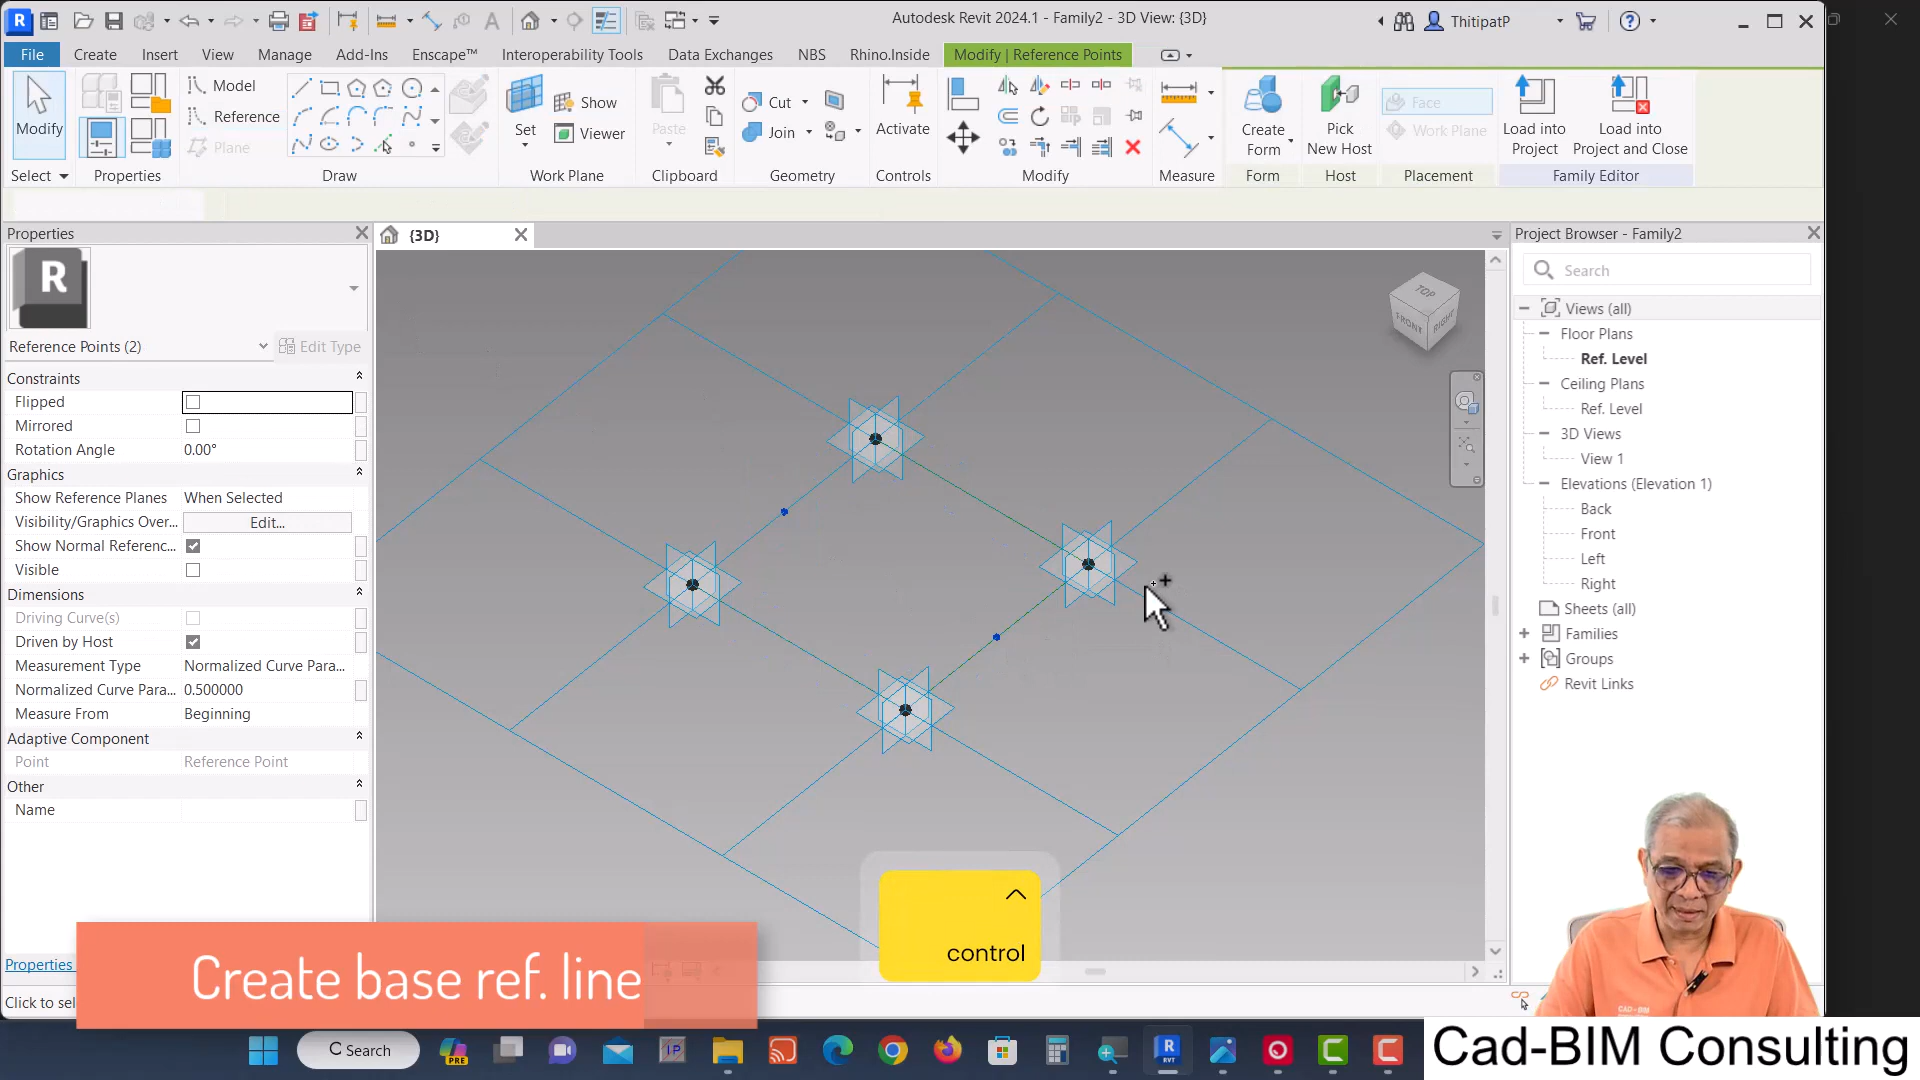 Autodesk Revit 2024.1 - Family2 - 3D View: {3D}
ThitipatP
File Create Insert View Manage Add-Ins Enscape™ Interoperability Tools Data Exchanges NBS Rhino.Inside Modify | Reference Points
Modify
Model
Reference
Plane
Set
Show
Viewer
Paste
Cut
Join
Activate
Create Form
Pick New Host
Face
Work Plane
Load into Project
Load into Project and Close
Select Properties Draw Work Plane Clipboard Geometry Controls Modify Measure Form Host Placement Family Editor
Properties
{3D}
Project Browser - Family2
R
Search
Reference Points (2) Edit Type
Constraints
Flipped
Mirrored
Rotation Angle 0.00°
Graphics
Show Reference Planes When Selected
Visibility/Graphics Over... Edit...
Show Normal Referenc...
Visible
Dimensions
Driving Curve(s)
Driven by Host
Measurement Type Normalized Curve Para...
Normalized Curve Para... 0.500000
Measure From Beginning
Adaptive Component
Point Reference Point
Other
Name
Properties
Click to sel
TOP
FRONT
RIGHT
Views (all)
Floor Plans
Ref. Level
Ceiling Plans
Ref. Level
3D Views
View 1
Elevations (Elevation 1)
Back
Front
Left
Right
Sheets (all)
Families
Groups
Revit Links
control
Create base ref. line
Search
PRE
IP
R
RVT
CAD-BIM
Cad-BIM Consulting